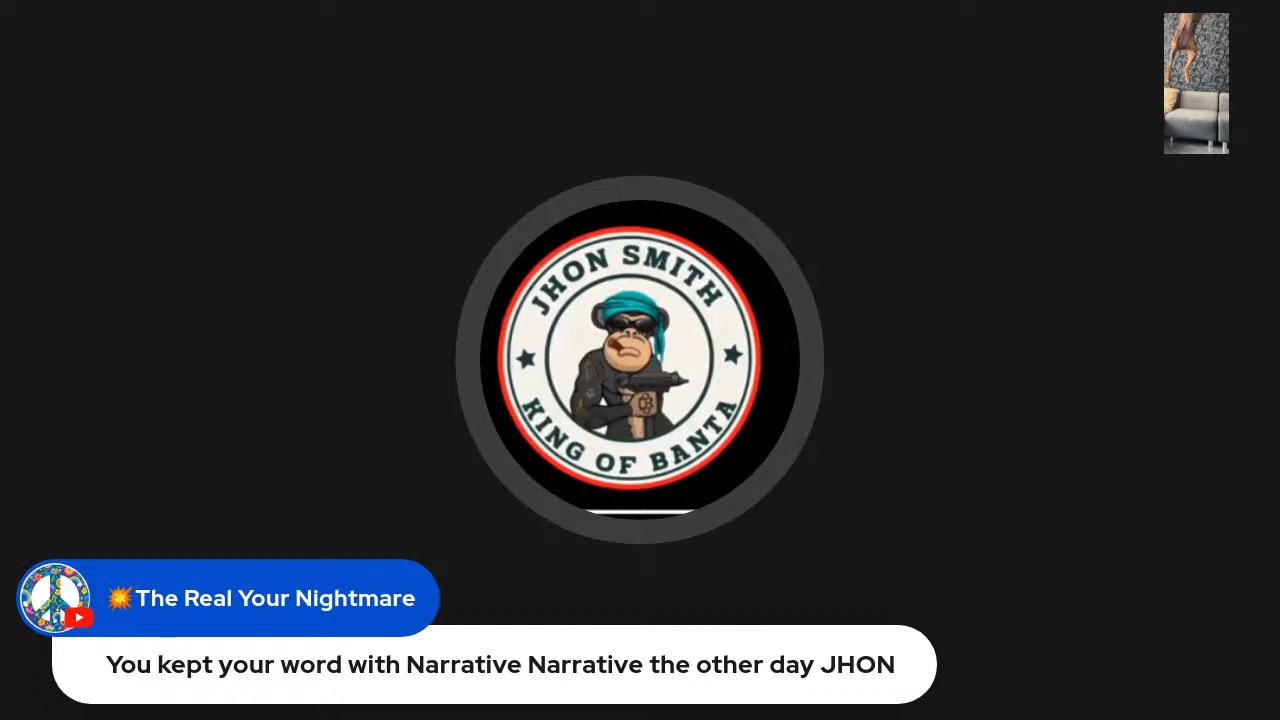 JHON SMITH
KING OF BANTA
💥The Real Your Nightmare
You kept your word with Narrative Narrative the other day JHON